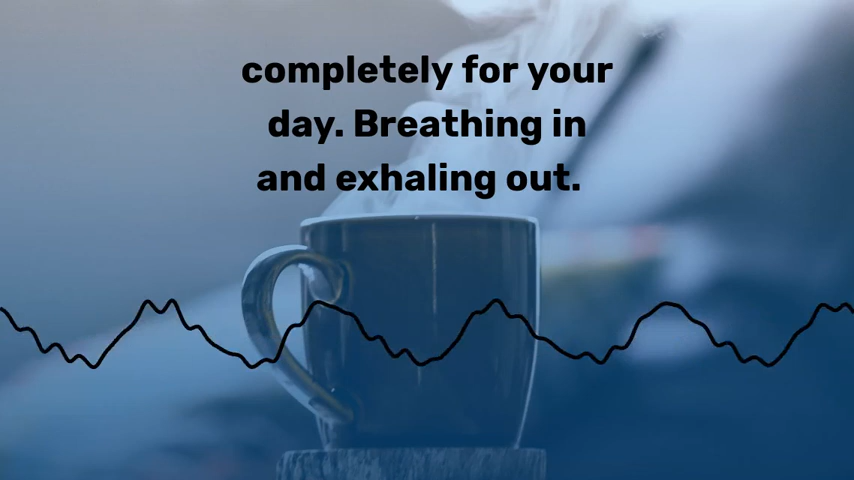 completely for your
day. Breathing in
and exhaling out.